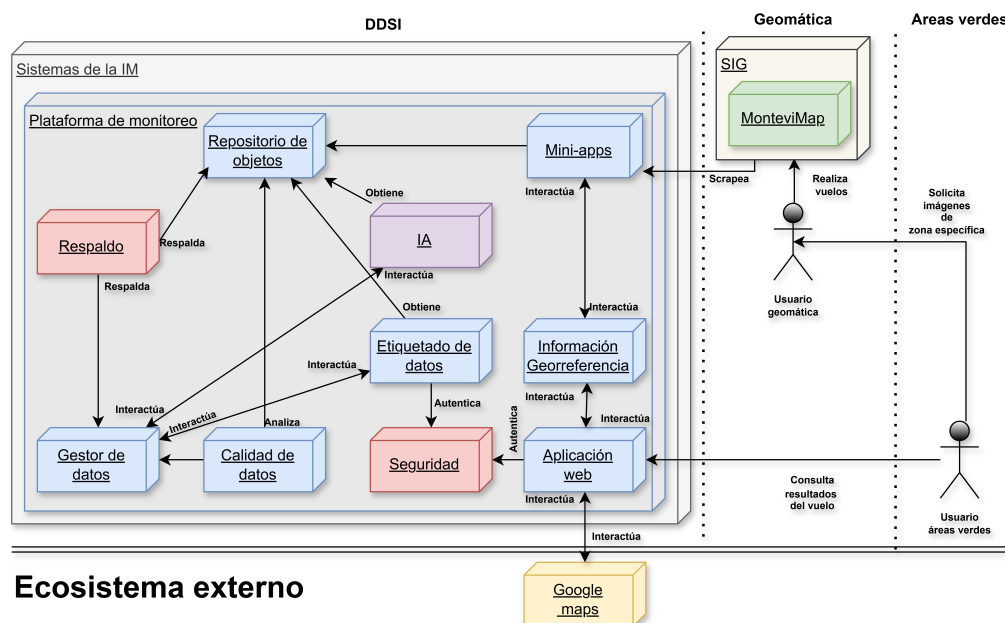 DDSI
Geomática
Areas verdes
Sistemas de la IM
SIG
MonteviMap
Plataforma de monitoreo
Repositorio de
objetos
Mini-apps
Scrapea
Realiza
vuelos
Interactúa
Obtiene
Solicita
imágenes
de
zona específica
Respaldo
Respalda
IA
Interactúa
Respalda
Usuario
geomática
Obtiene
Interactúa
Etiquetado de
datos
Información
Georreferencia
Interactúa
Interactúa
Autentica
Interactúa
Interactúa
Interactúa
Analiza
Autentica
Gestor de
datos
Calidad de
datos
Seguridad
Aplicación
web
Interactúa
Consulta
resultados
del vuelo
Usuario
áreas verdes
Interactúa
Ecosistema externo
Google
maps